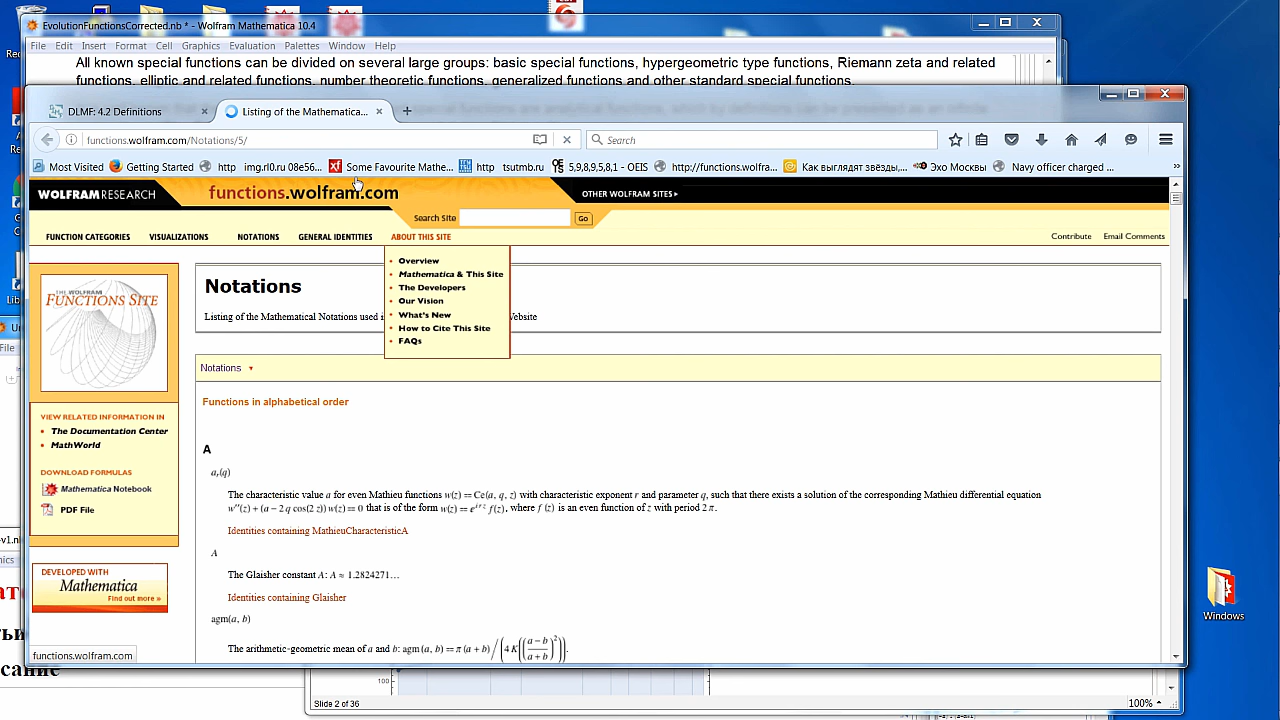 EvolutionFunctionsCorrected.nb * - Wolfram Mathematica 10.4
File Edit Insert Format Cell Graphics Evaluation Palettes Window Help
All known special functions can be divided on several large groups: basic special functions, hypergeometric type functions, Riemann zeta and related
functions, elliptic and related functions, number theoretic functions, generalized functions and other standard special functions
DLMF: 4.2 Definitions
Listing of the Mathematica...
functions.wolfram.com/Notations/5/
Search
Most Visited Getting Started http img.rl0.ru 08e56... Some Favourite Mathe... http tsutmb.ru 5,9,8,9,5,8,1 - OEIS http://functions.wolfra... Как выглядят звёзды,... Эхо Москвы Navy officer charged ...
WOLFRAMRESEARCH
functions.wolfram.com
OTHER WOLFRAM SITES
Search Site
Go
FUNCTION CATEGORIES VISUALIZATIONS NOTATIONS GENERAL IDENTITIES ABOUT THIS SITE
Contribute Email Comments
Overview
Mathematica & This Site
The Developers
Our Vision
What's New
How to Cite This Site
FAQs
THE WOLFRAM
FUNCTIONS SITE
VIEW RELATED INFORMATION IN
The Documentation Center
MathWorld
DOWNLOAD FORMULAS
Mathematica Notebook
PDF File
DEVELOPED WITH
Mathematica
Find out more »
Notations
Listing of the Mathematical Notations used i
Website
Notations
Functions in alphabetical order
A
a_r(q)
The characteristic value a for even Mathieu functions w(z) = Ce(a, q, z) with characteristic exponent r and parameter q, such that there exists a solution of the corresponding Mathieu differential equation
w''(z) + (a - 2 q cos(2 z)) w(z) = 0 that is of the form w(z) = e^{i r z} f(z), where f (z) is an even function of z with period 2 π.
Identities containing MathieuCharacteristicA
A
The Glaisher constant A: A ≈ 1.2824271...
Identities containing Glaisher
agm(a, b)
The arithmetic-geometric mean of a and b: agm (a, b) = π (a + b) / (4 K((a-b / a+b)^2)).
functions.wolfram.com
File
-v1.nl
сание
100
Slide 2 of 36
100%
Windows